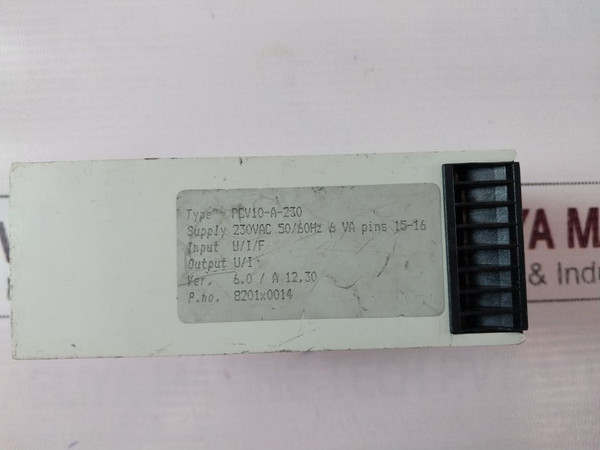 Type PCV10-A-230
Supply 230VAC 50/60Hz 6 VA pins 15-16
Input U/I/F
Output U/I
Ver. 6.0 / A 12.30
P.no. 8201x0014
YA M
& Indu